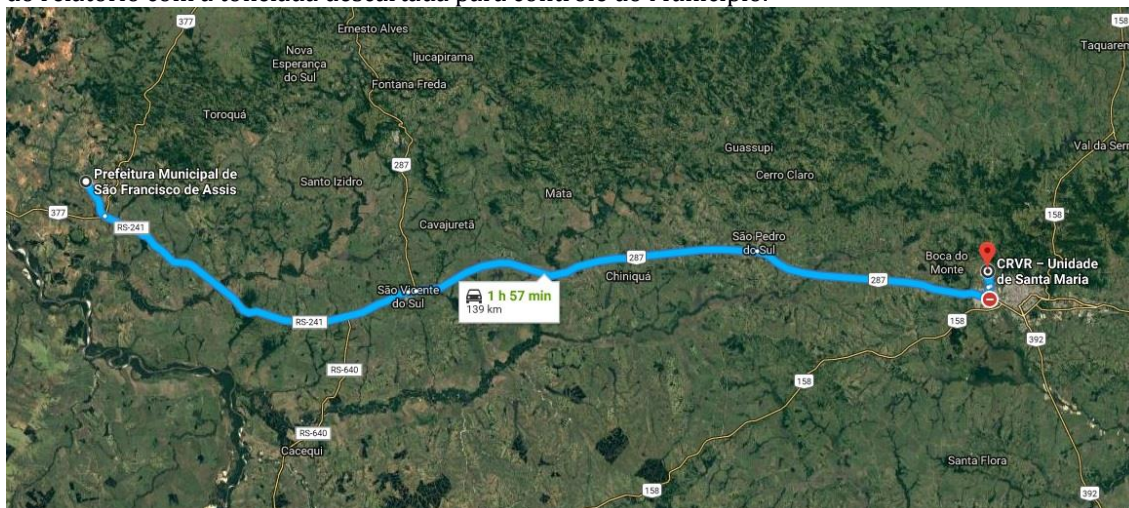 de relatório com a tonelada descartada para controle do Município.
377
158
Ernesto Alves
Taquaren
Nova
Esperança
do Sul
Ijucapirama
Fontana Freda
Toroquá
Guassupi
Val da Serr
287
Prefeitura Municipal de
São Francisco de Assis
Santo Izidro
Cerro Claro
Mata
377
RS-241
Cavajuretã
158
São Pedro
do Sul
287
Boca do
Monte
CRVR – Unidade
de Santa Maria
Chiniquá
287
São Vicente
do Sul
1 h 57 min
139 km
RS-241
158
392
RS-640
158
RS-640
Cacequi
Santa Flora
158
392